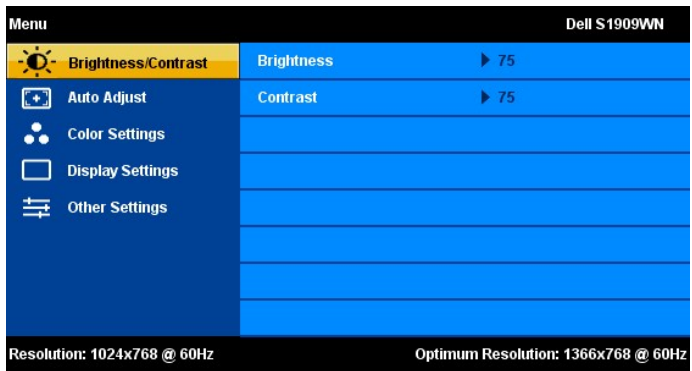 Menu Dell S1909WN
Brightness/Contrast Brightness 75
Auto Adjust Contrast 75
Color Settings
Display Settings
Other Settings
Resolution: 1024x768 @ 60Hz Optimum Resolution: 1366x768 @ 60Hz